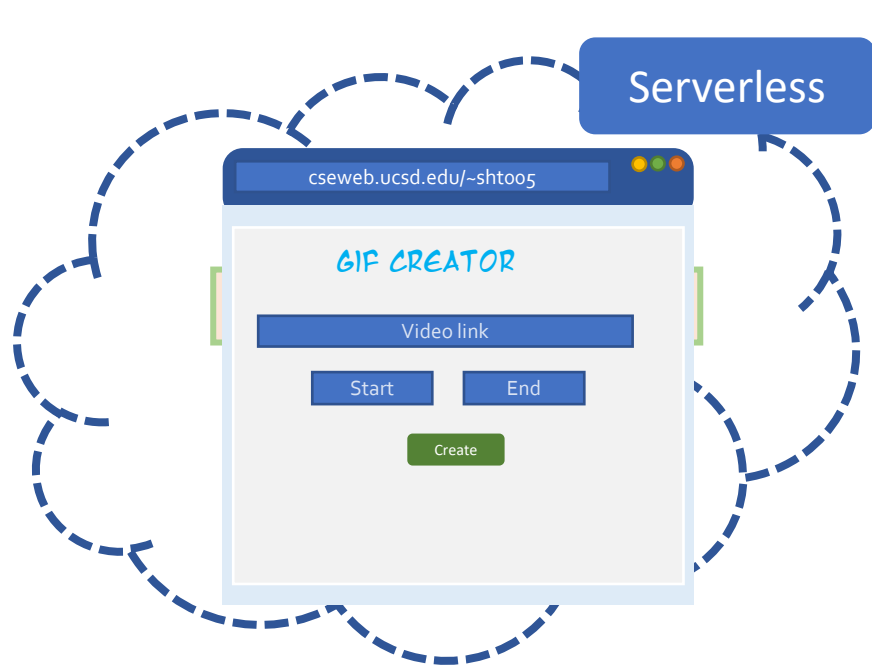 Serverless
cseweb.ucsd.edu/~sht005
GIF CREATOR
Video link
Start
End
Create